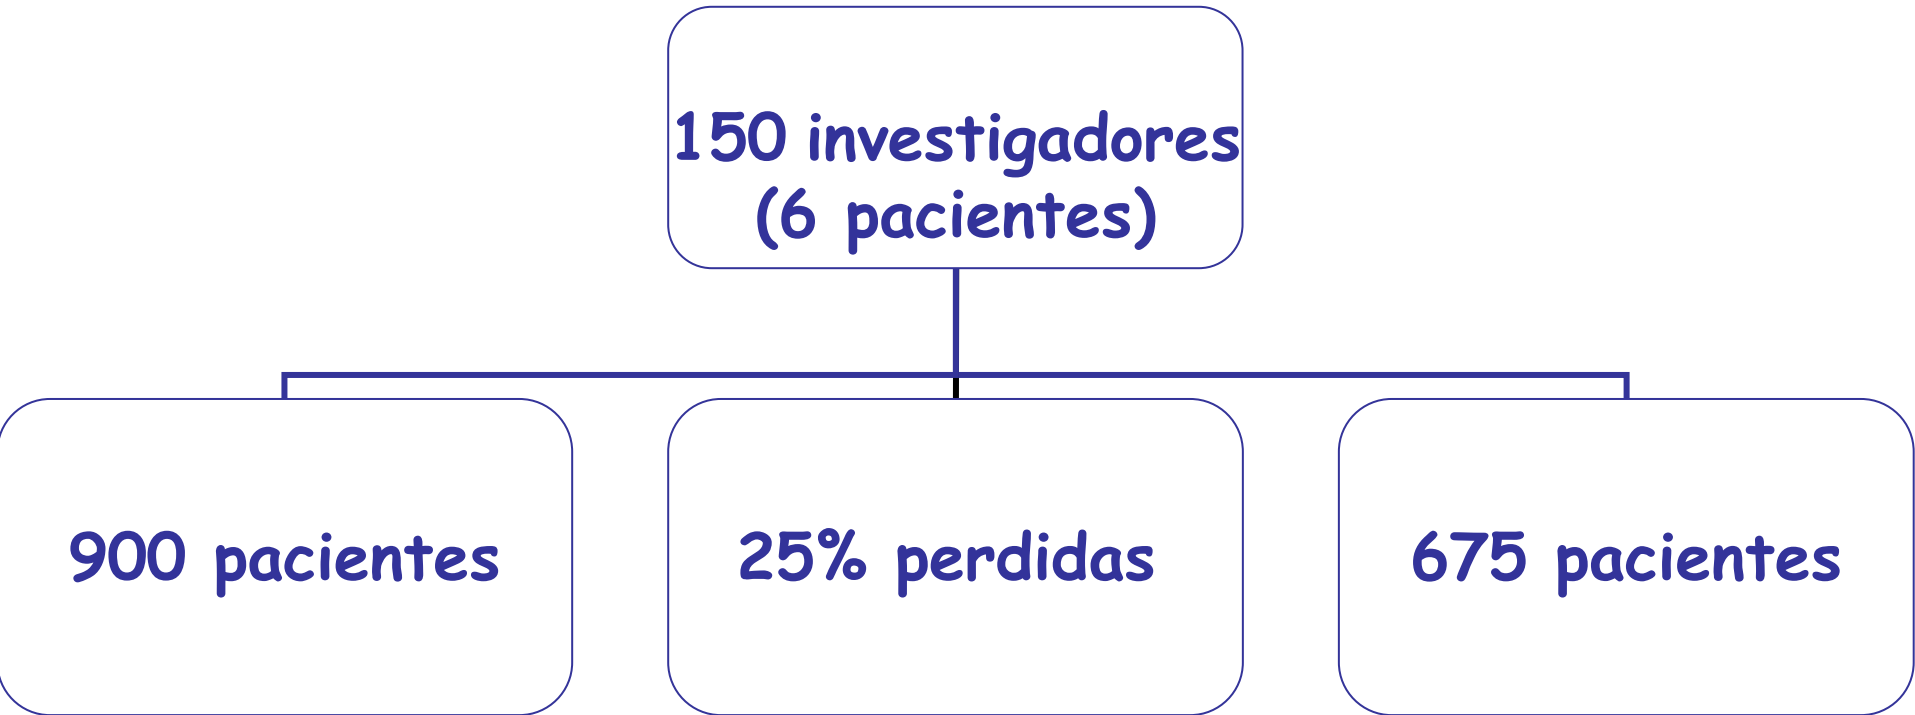 150 investigadores
(6 pacientes)
900 pacientes
25% perdidas
675 pacientes